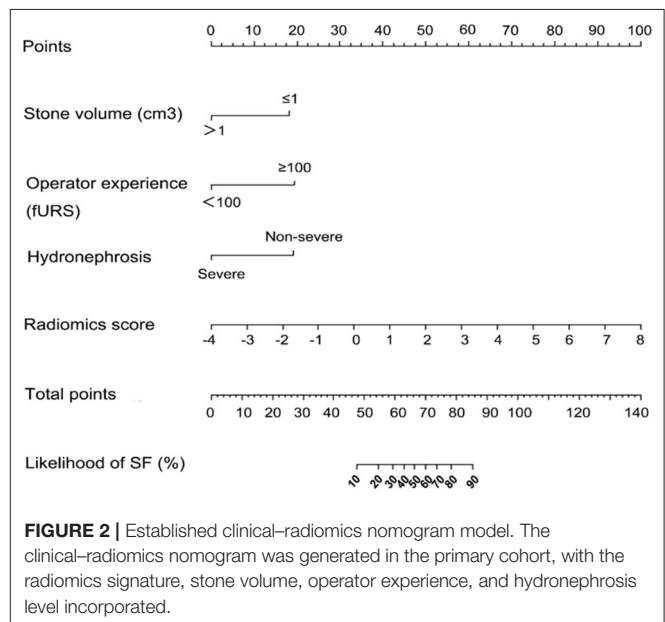 Points
0 10 20 30 40 50 60 70 80 90 100
≤1
Stone volume (cm3)
>1
≥100
Operator experience
(fURS)
<100
Non-severe
Hydronephrosis
Severe
Radiomics score
-4 -3 -2 -1 0 1 2 3 4 5 6 7 8
Total points
0 10 20 30 40 50 60 70 80 90 100 120 140
Likelihood of SF (%)
10 20 30 40 50 60 70 80 90
FIGURE 2 | Established clinical–radiomics nomogram model. The
clinical–radiomics nomogram was generated in the primary cohort, with the
radiomics signature, stone volume, operator experience, and hydronephrosis
level incorporated.